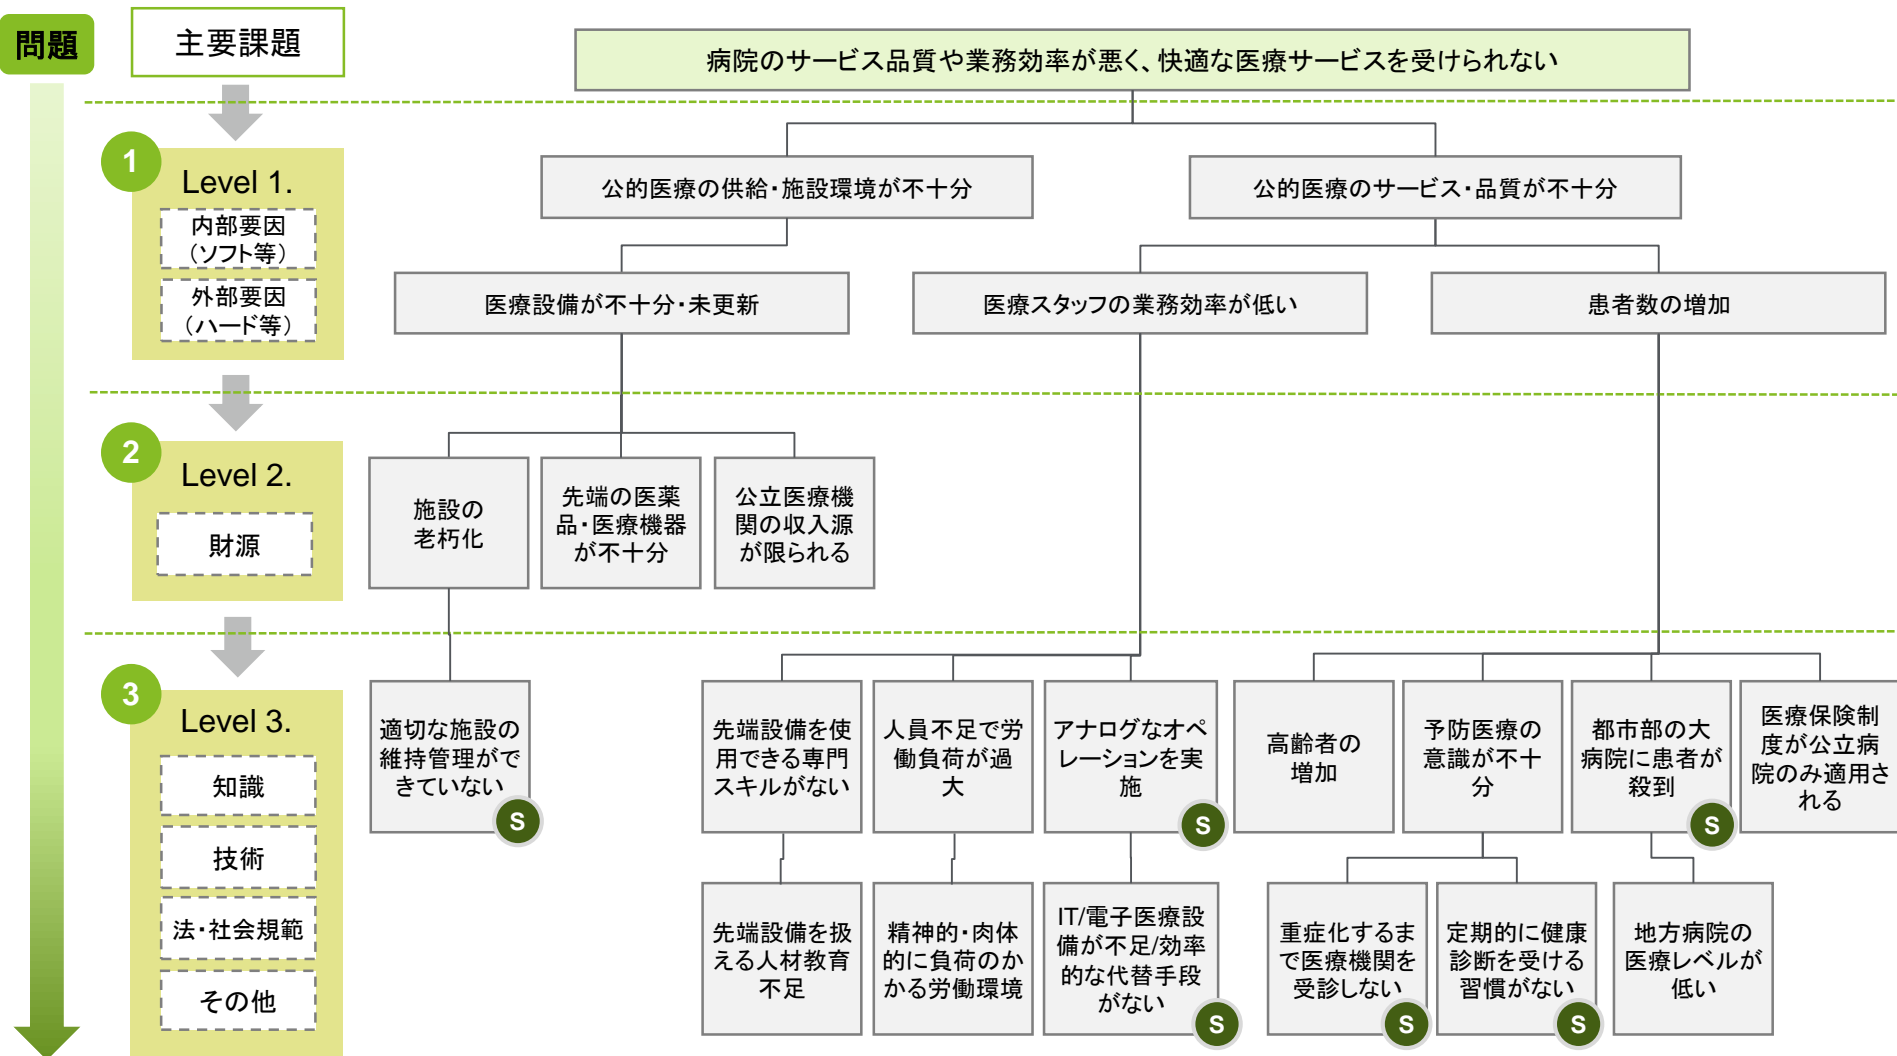 問題
主要課題
病院のサービス品質や業務効率が悪く、快適な医療サービスを受けられない
1
Level 1.
内部要因
（ソフト等）
外部要因
（ハード等）
公的医療の供給・施設環境が不十分
公的医療のサービス・品質が不十分
医療設備が不十分・未更新
医療スタッフの業務効率が低い
患者数の増加
2
Level 2.
財源
施設の
老朽化
先端の医薬
品・医療機器
が不十分
公立医療機
関の収入源
が限られる
3
Level 3.
知識
技術
法・社会規範
その他
適切な施設の
維持管理がで
きていない
S
先端設備を使
用できる専門
スキルがない
人員不足で労
働負荷が過
大
アナログなオペ
レーションを実
施
S
高齢者の
増加
予防医療の
意識が不十
分
都市部の大
病院に患者が
殺到
S
医療保険制
度が公立病
院のみ適用さ
れる
先端設備を扱
える人材教育
不足
精神的・肉体
的に負荷のか
かる労働環境
IT/電子医療設
備が不足/効率
的な代替手段
がない
S
重症化するま
で医療機関を
受診しない
S
定期的に健康
診断を受ける
習慣がない
S
地方病院の
医療レベルが
低い